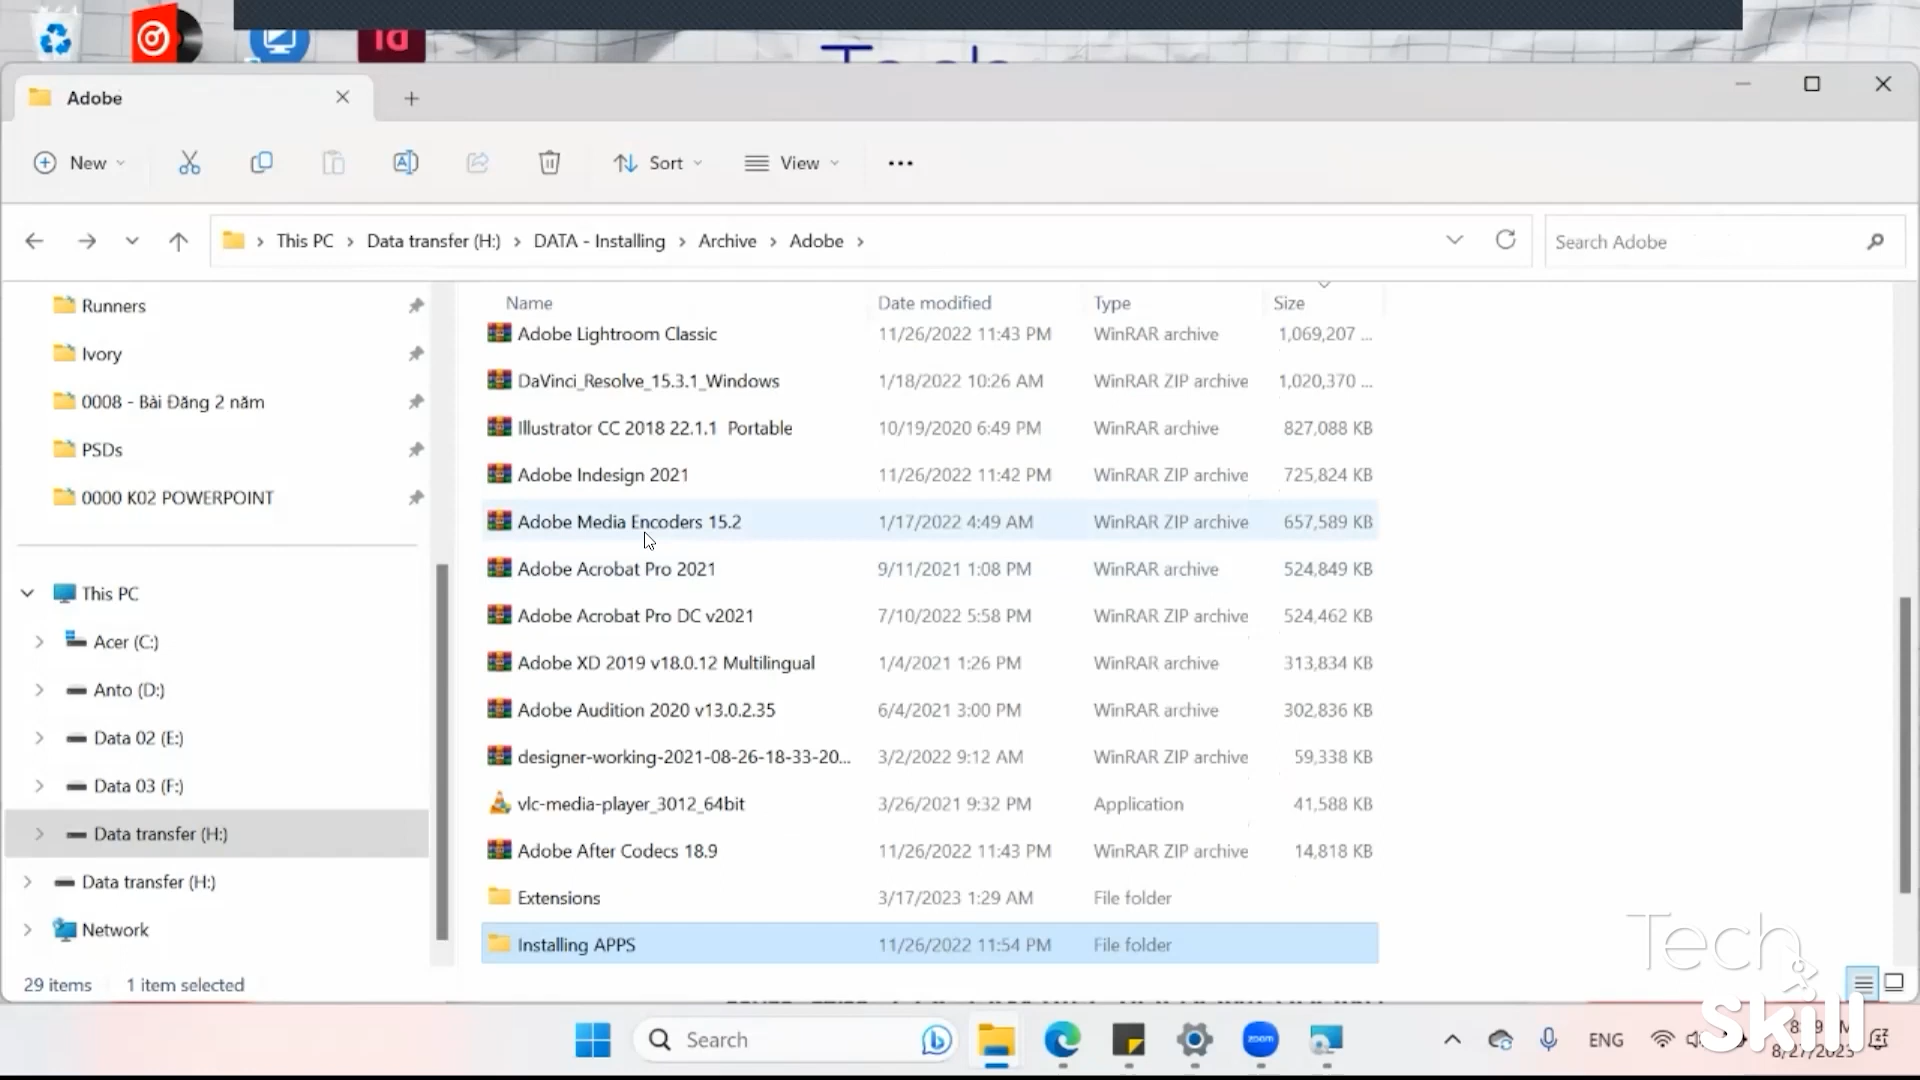 Id
Adobe
New
Sort
View
This PC
Data transfer (H:)
DATA - Installing
Archive
Adobe
Search Adobe
Runners
Ivory
0008 - Bài Đăng 2 năm
PSDs
0000 K02 POWERPOINT
This PC
Acer (C:)
Anto (D:)
Data 02 (E:)
Data 03 (F:)
Data transfer (H:)
Data transfer (H:)
Network
Name Date modified Type Size
Adobe Lightroom Classic 11/26/2022 11:43 PM WinRAR archive 1,069,207 ...
DaVinci_Resolve_15.3.1_Windows 1/18/2022 10:26 AM WinRAR ZIP archive 1,020,370 ...
Illustrator CC 2018 22.1.1 Portable 10/19/2020 6:49 PM WinRAR archive 827,088 KB
Adobe Indesign 2021 11/26/2022 11:42 PM WinRAR ZIP archive 725,824 KB
Adobe Media Encoders 15.2 1/17/2022 4:49 AM WinRAR ZIP archive 657,589 KB
Adobe Acrobat Pro 2021 9/11/2021 1:08 PM WinRAR archive 524,849 KB
Adobe Acrobat Pro DC v2021 7/10/2022 5:58 PM WinRAR ZIP archive 524,462 KB
Adobe XD 2019 v18.0.12 Multilingual 1/4/2021 1:26 PM WinRAR archive 313,834 KB
Adobe Audition 2020 v13.0.2.35 6/4/2021 3:00 PM WinRAR archive 302,836 KB
designer-working-2021-08-26-18-33-20... 3/2/2022 9:12 AM WinRAR ZIP archive 59,338 KB
vlc-media-player_3012_64bit 3/26/2021 9:32 PM Application 41,588 KB
Adobe After Codecs 18.9 11/26/2022 11:43 PM WinRAR ZIP archive 14,818 KB
Extensions 3/17/2023 1:29 AM File folder
Installing APPS 11/26/2022 11:54 PM File folder
29 items 1 item selected
Tech
Skill
Search
zoom
ENG
8/27/2023